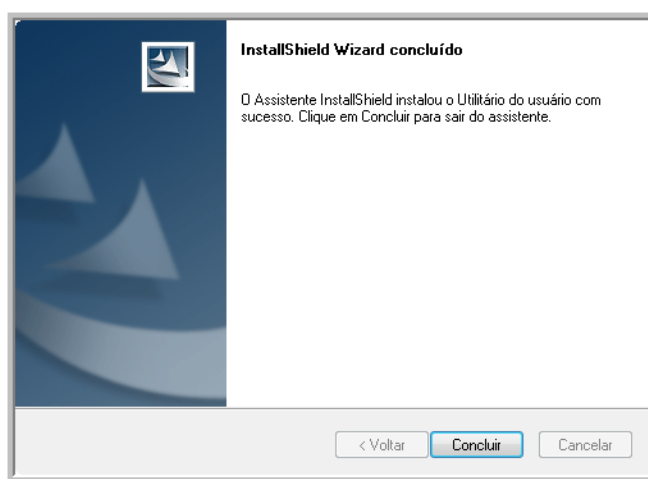 InstallShield Wizard concluído
O Assistente InstallShield instalou o Utilitário do usuário com
sucesso. Clique em Concluir para sair do assistente.
< Voltar
Concluir
Cancelar